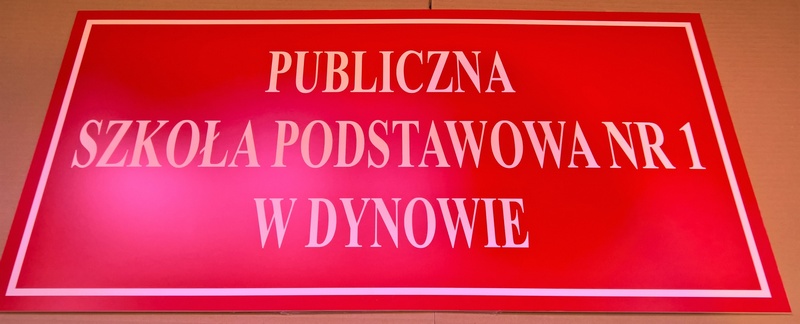 PUBLICZNA
SZKOŁA PODSTAWOWA NR 1
W DYNOWIE